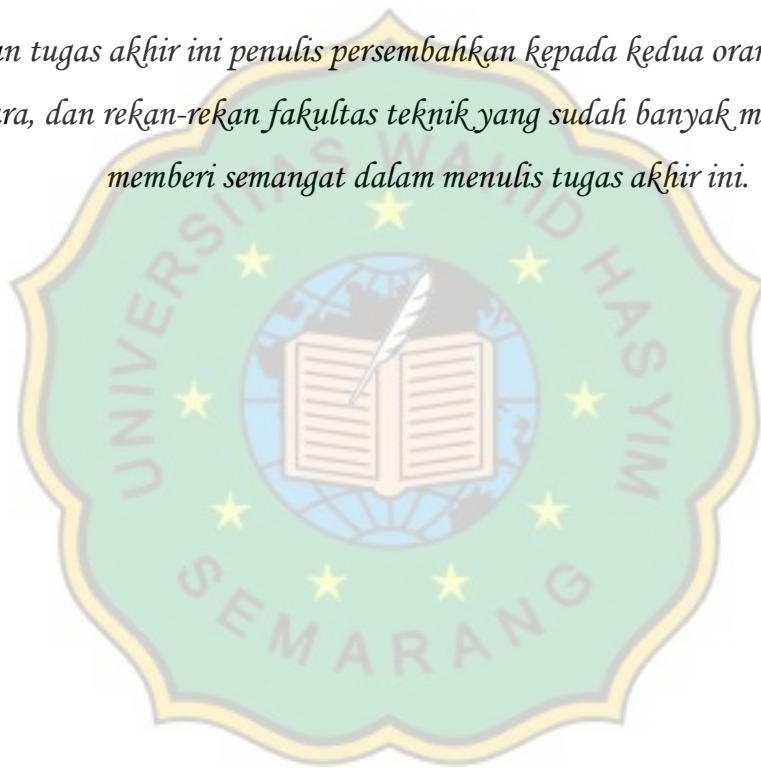 an tugas akhir ini penulis persembahkan kepada kedua oran
ara, dan rekan-rekan fakultas teknik yang sudah banyak m
memberi semangat dalam menulis tugas akhir ini.
UNIVERSITAS WAHID HASYIM
SEMARANG